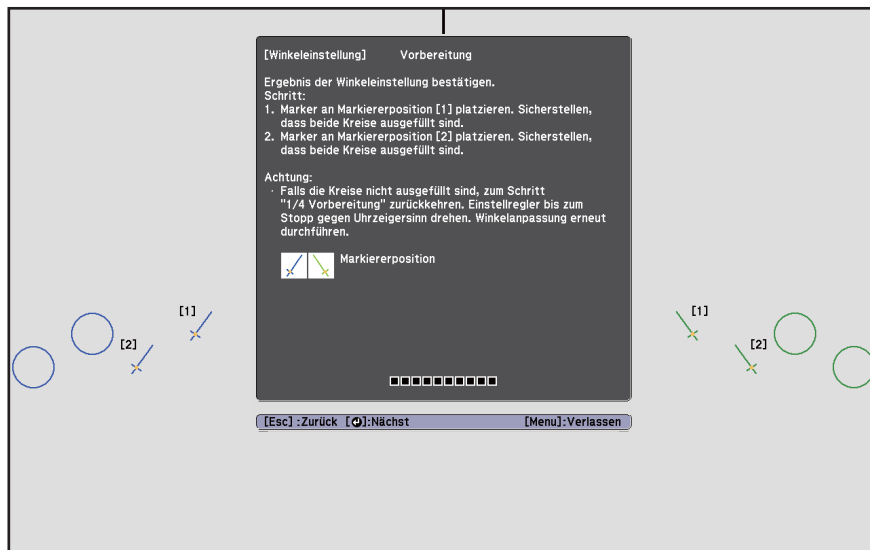 [Winkeleinstellung] Vorbereitung
Ergebnis der Winkeleinstellung bestätigen.
Schritt:
1. Marker an Markiererposition [1] platzieren. Sicherstellen,
dass beide Kreise ausgefüllt sind.
2. Marker an Markiererposition [2] platzieren. Sicherstellen,
dass beide Kreise ausgefüllt sind.
Achtung:
· Falls die Kreise nicht ausgefüllt sind, zum Schritt
"1/4 Vorbereitung" zurückkehren. Einstellregler bis zum
Stopp gegen Uhrzeigersinn drehen. Winkelanpassung erneut
durchführen.
Markiererposition
[1]
[2]
[1]
[2]
[Esc] :Zurück [↵]:Nächst [Menu]:Verlassen